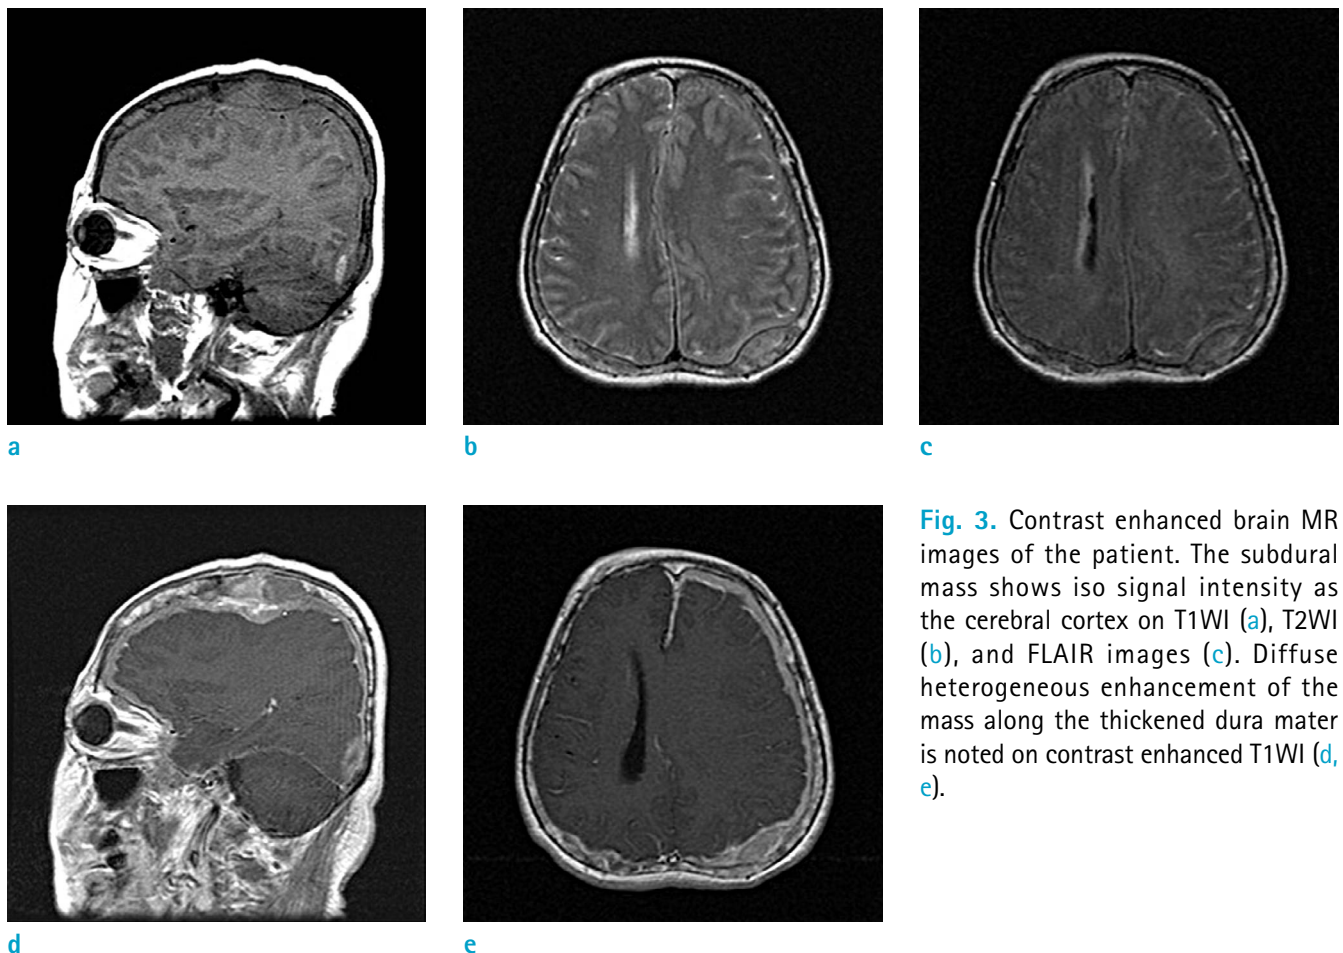 a
b
c
d
e
Fig. 3. Contrast enhanced brain MR
images of the patient. The subdural
mass shows iso signal intensity as
the cerebral cortex on T1WI (a), T2WI
(b), and FLAIR images (c). Diffuse
heterogeneous enhancement of the
mass along the thickened dura mater
is noted on contrast enhanced T1WI (d,
e).